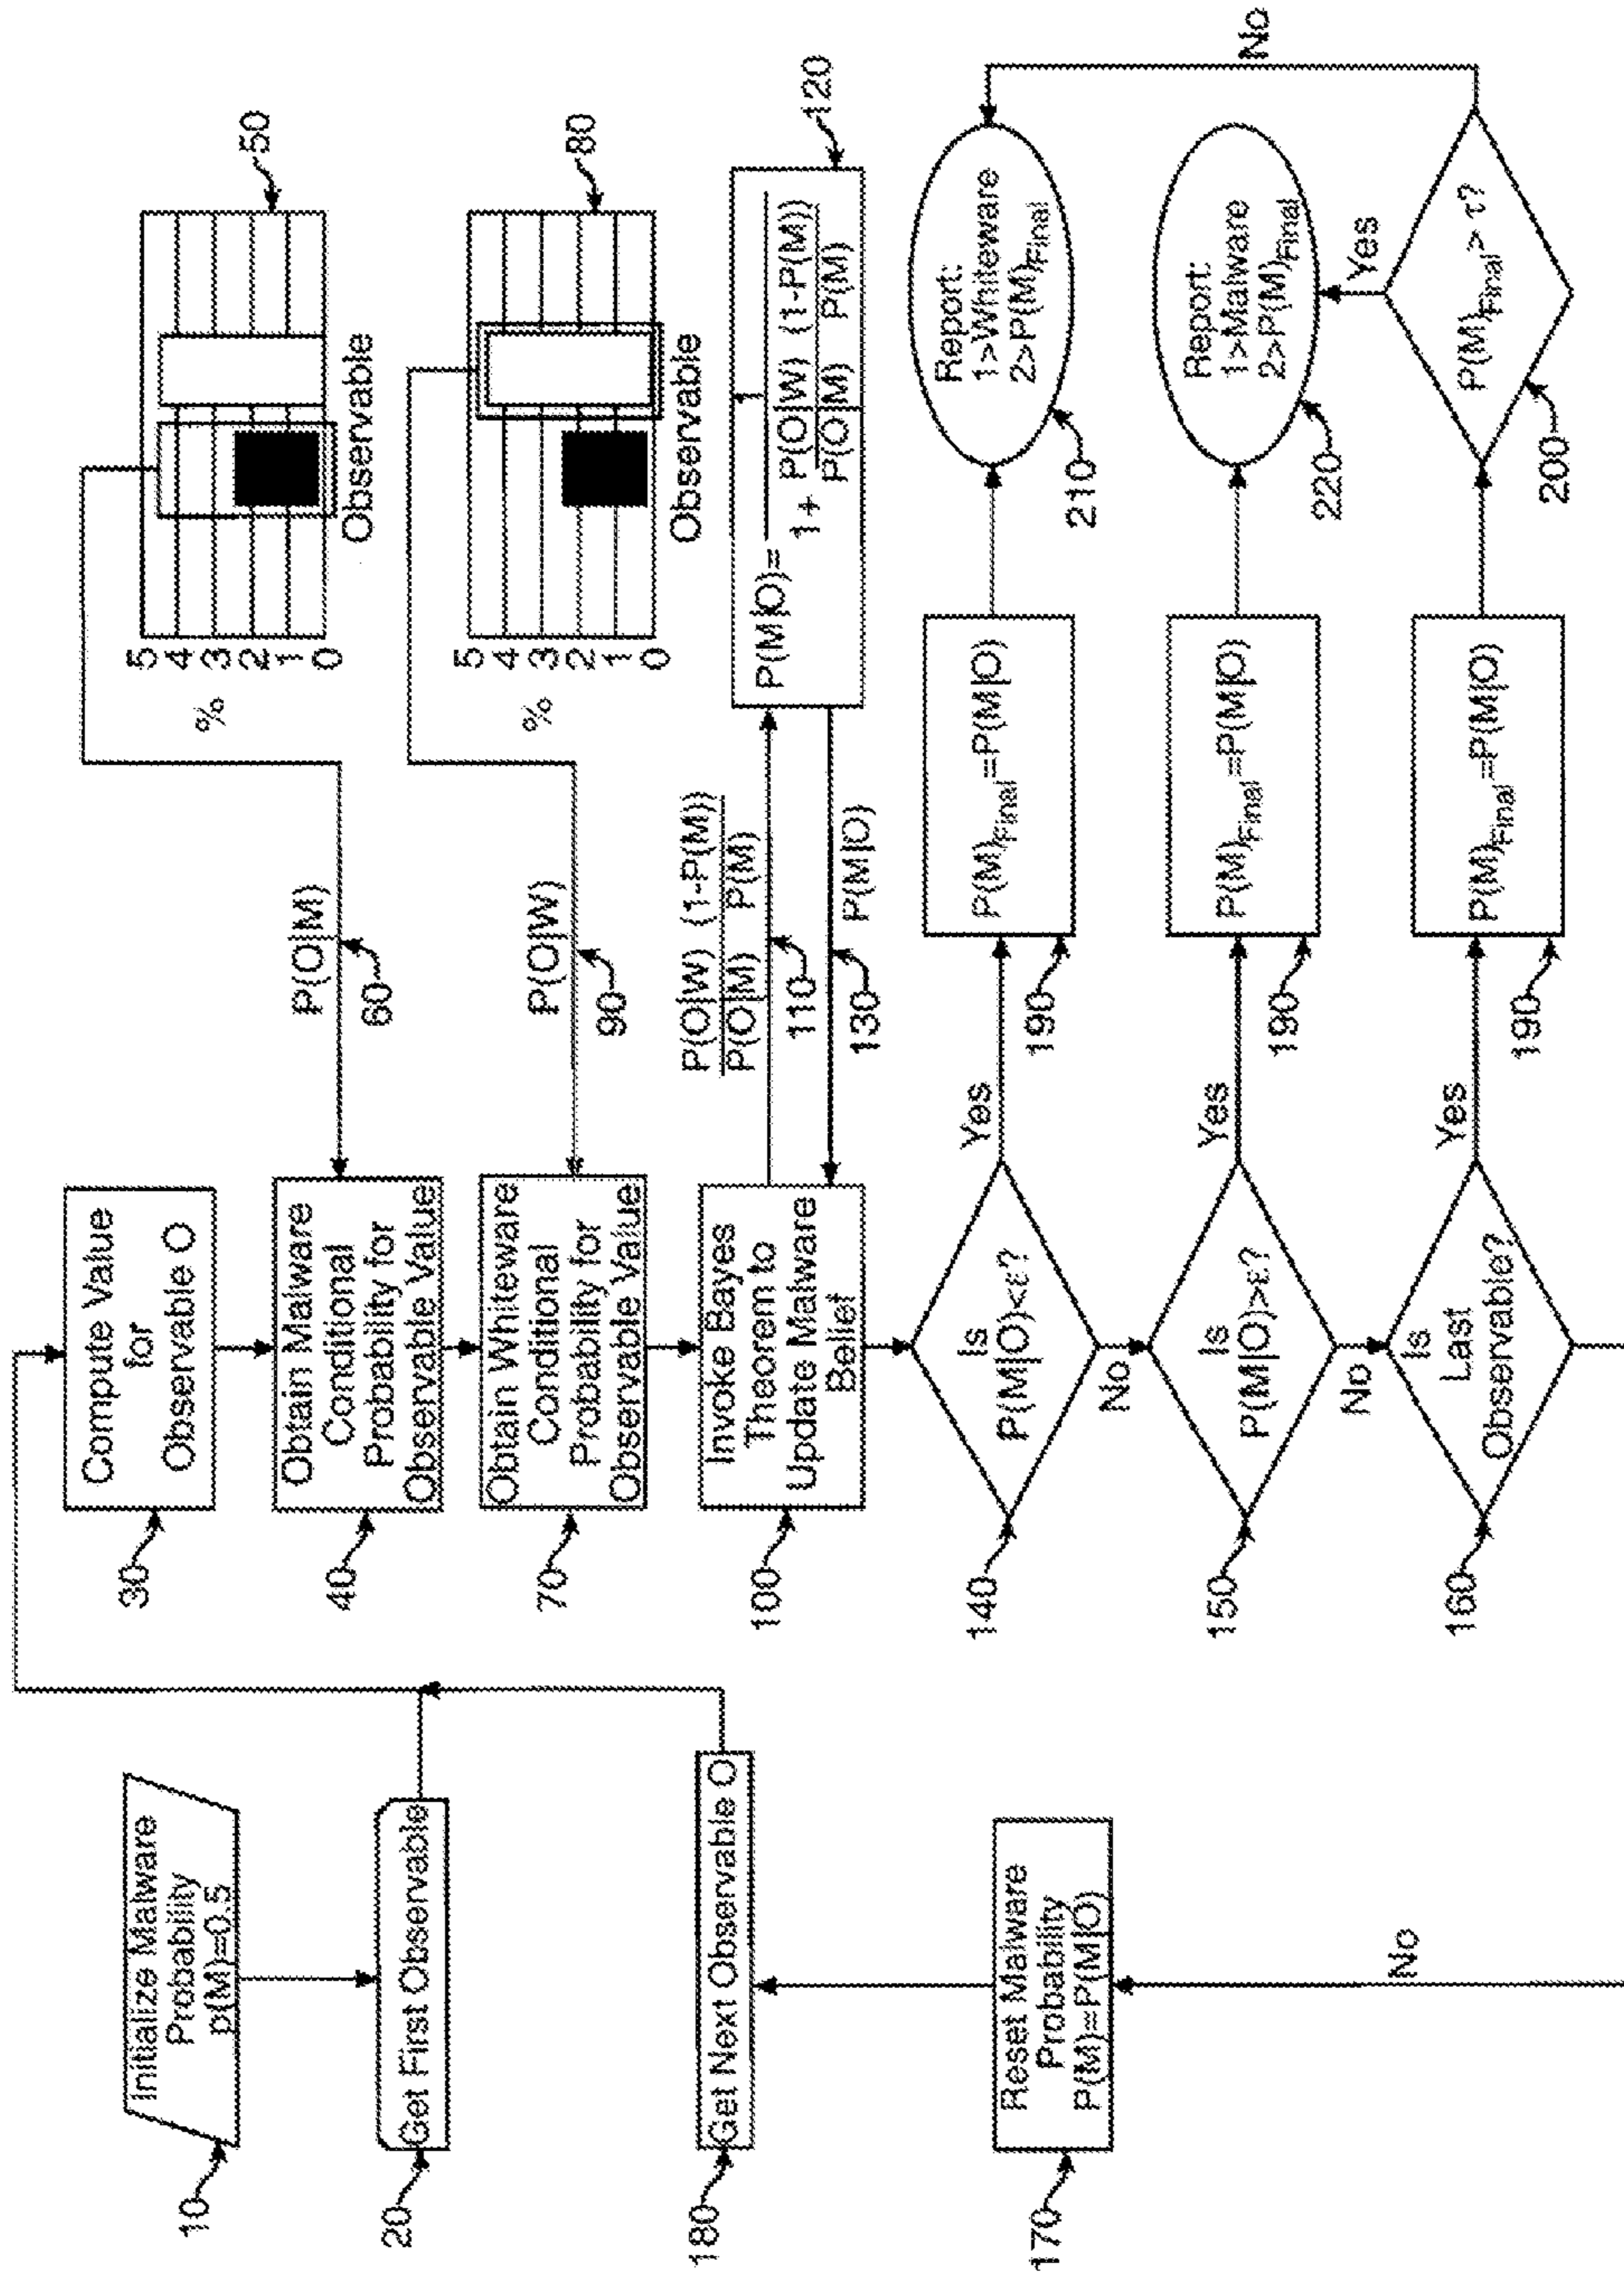 Initialize Malware
Probability
p(M)=0.5
10
Get First Observable
20
Get Next Observable O
180
Reset Malware
Probability
P(M)=P(M|O)
170
No
Compute Value
for
Observable O
30
Obtain Malware
Conditional
Probability for
Observable Value
40
Obtain Whiteware
Conditional
Probability for
Observable Value
70
Invoke Bayes
Theorem to
Update Malware
Belief
100
Is
P(M|O)<ε?
140
No
Is
P(M|O)>ε?
150
No
Is
Last
Observable?
160
P(O|M)
60
P(O|W)
90
P(O|W) (1-P(M))
P(O|M) P(M)
110
P(M|O)
130
Yes
Yes
Yes
P(M)Final=P(M|O)
190
P(M)Final=P(M|O)
190
P(M)Final=P(M|O)
190
5
4
3
2
1
0
%
Observable
50
5
4
3
2
1
0
%
Observable
80
P(M|O)=
1
1+ P(O|W) (1-P(M))
P(O|M) P(M)
120
Report:
1>Whiteware
2>P(M)Final
210
Report:
1>Malware
2>P(M)Final
220
Yes
P(M)Final> τ?
200
No